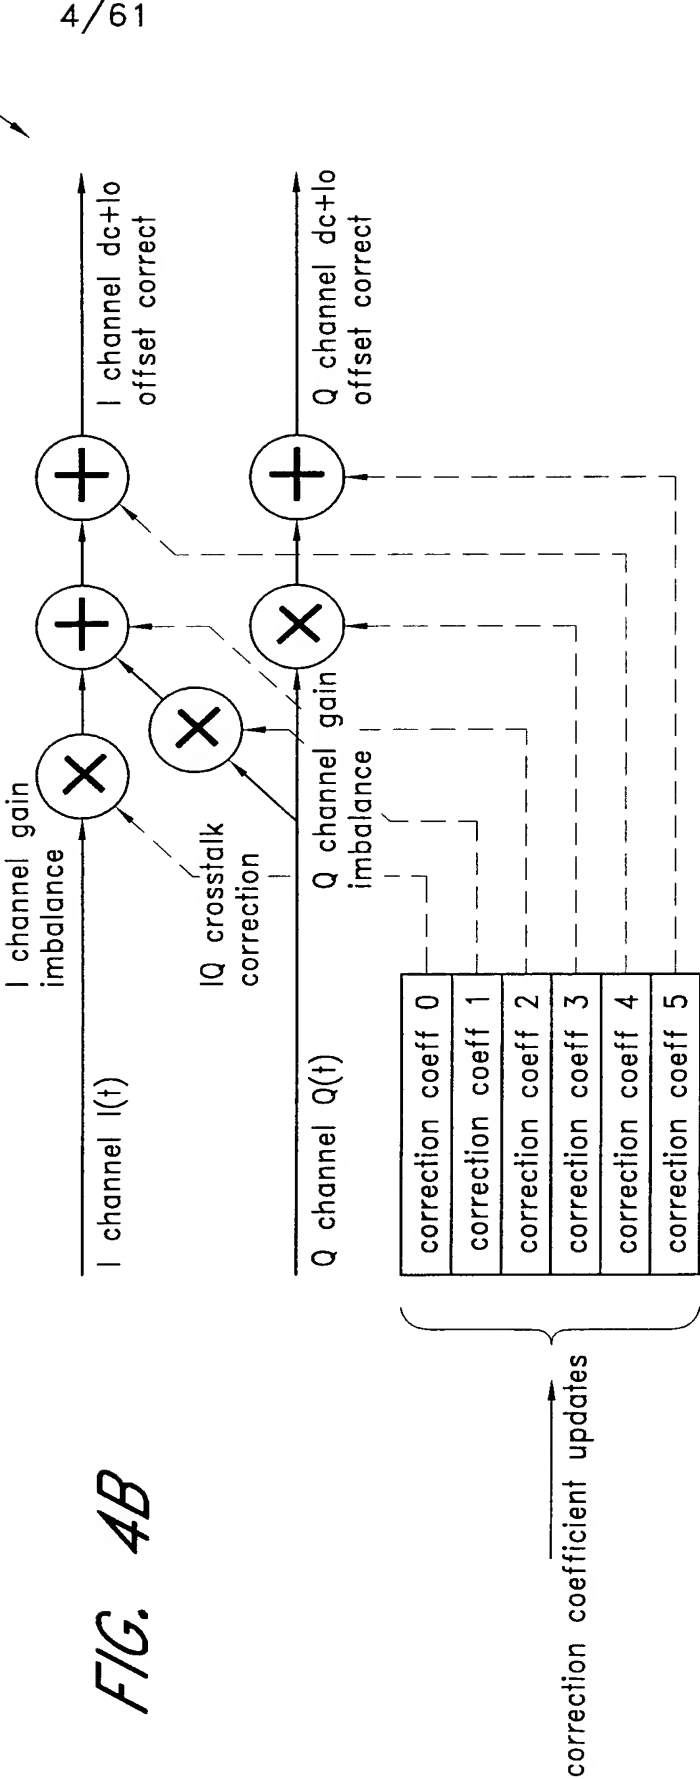 4/61
I channel gain
imbalance
I channel I(t)
I channel dc+lo
offset correct
IQ crosstalk
correction
Q channel Q(t)
Q channel gain
imbalance
Q channel dc+lo
offset correct
correction coeff 0
correction coeff 1
correction coeff 2
correction coeff 3
correction coeff 4
correction coeff 5
correction coefficient updates
FIG. 4B